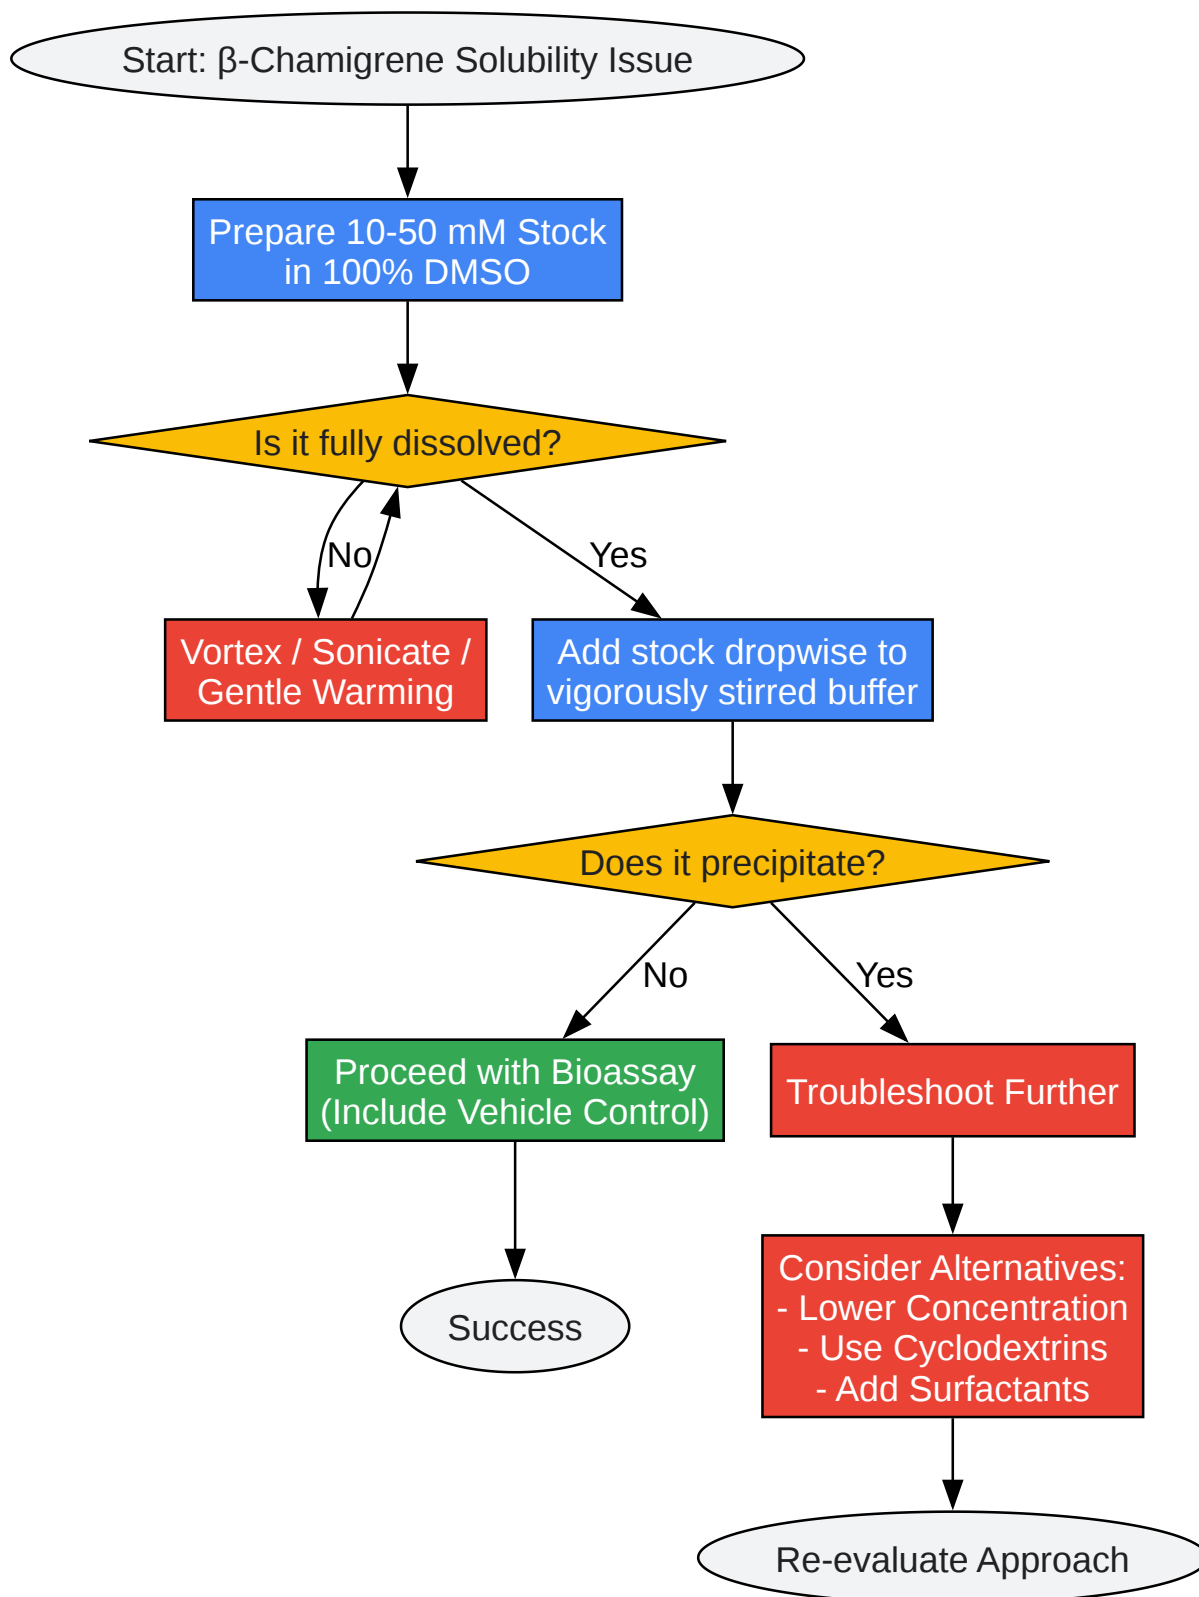 Start: β-Chamigrene Solubility Issue
Prepare 10-50 mM Stock
in 100% DMSO
Is it fully dissolved?
No
Yes
Vortex / Sonicate /
Gentle Warming
Add stock dropwise to
vigorously stirred buffer
Does it precipitate?
No
Yes
Proceed with Bioassay
(Include Vehicle Control)
Troubleshoot Further
Success
Consider Alternatives:
- Lower Concentration
- Use Cyclodextrins
- Add Surfactants
Re-evaluate Approach